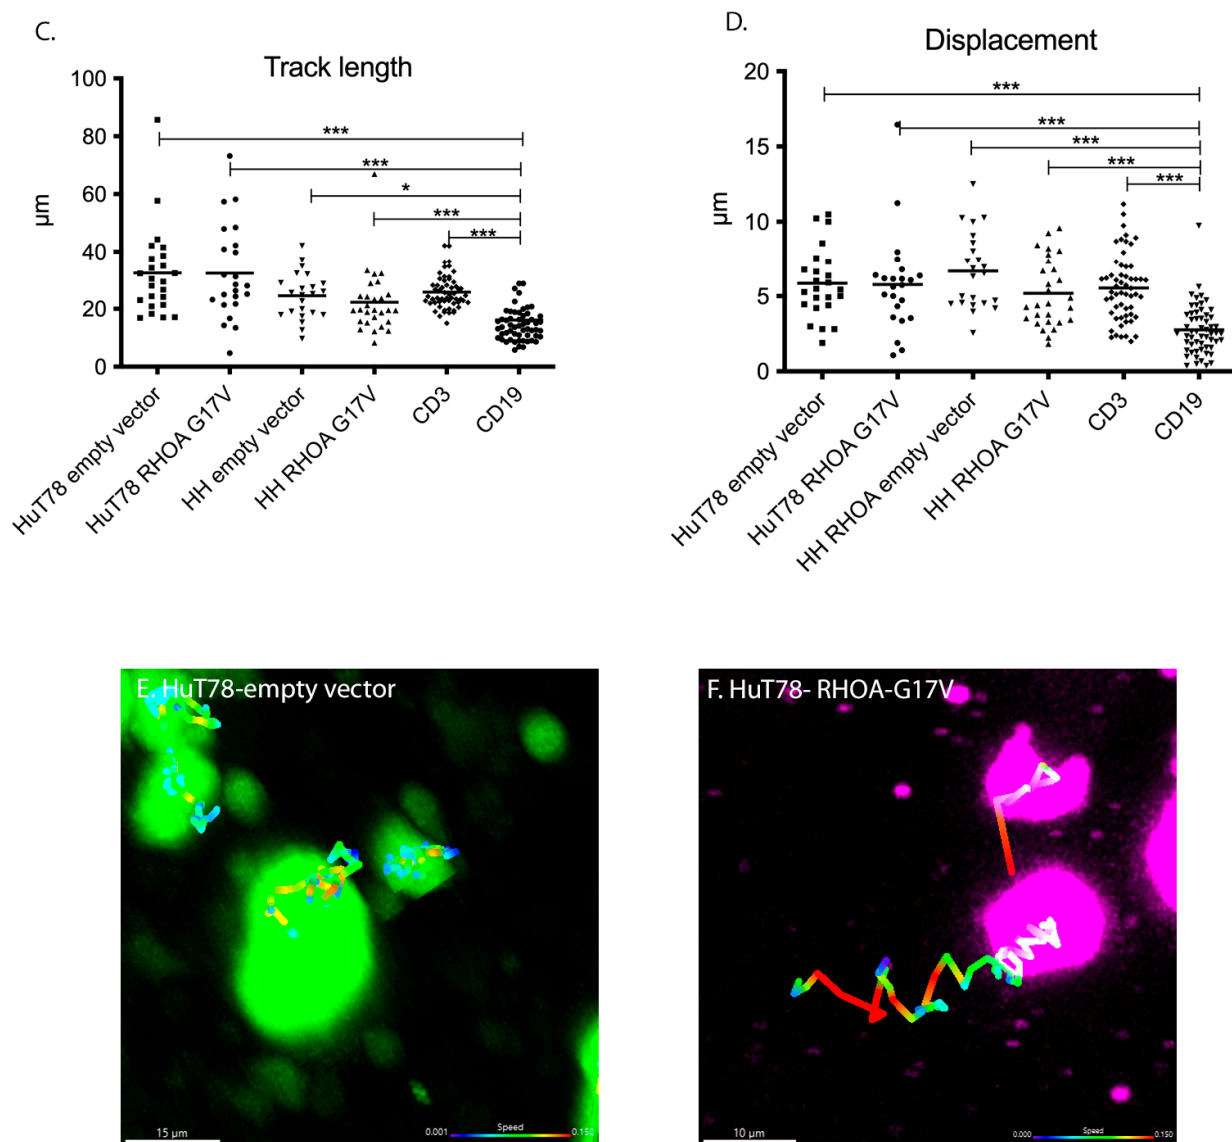 C.
Track length
100
80
60
40
20
0
µm
***
***
*
***
***
HuT78 empty vector
HuT78 RHOA G17V
HH empty vector
HH RHOA G17V
CD3
CD19
D.
Displacement
20
15
10
5
0
µm
***
***
***
***
***
HuT78 empty vector
HuT78 RHOA G17V
HH RHOA empty vector
HH RHOA G17V
CD3
CD19
E. HuT78-empty vector
15 µm
Speed
0.001
0.150
F. HuT78- RHOA-G17V
10 µm
Speed
0.000
0.150